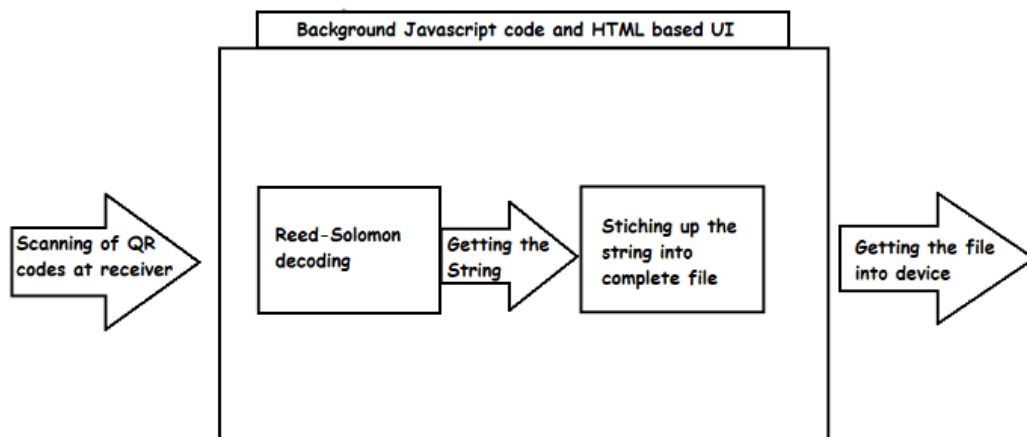 Background Javascript code and HTML based UI
Scanning of QR
codes at receiver
Reed-Solomon
decoding
Getting the
String
Stiching up the
string into
complete file
Getting the file
into device